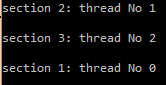 section 2: thread No 1
section 3: thread No 2
section 1: thread No 0